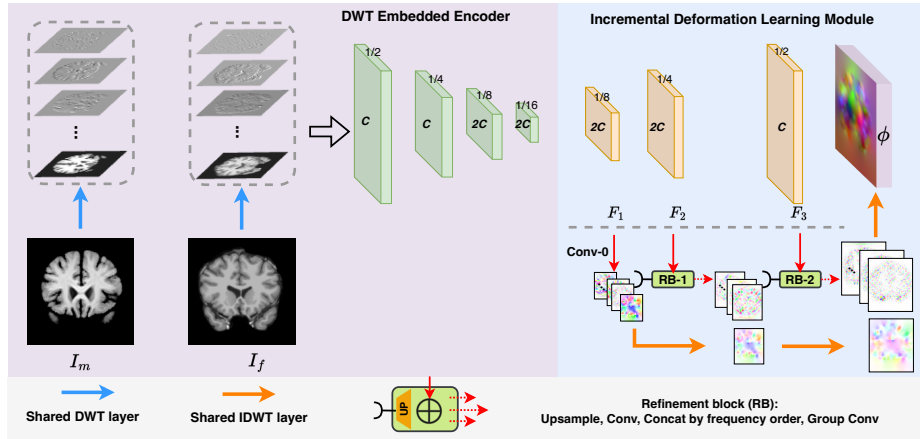 DWT Embedded Encoder
Incremental Deformation Learning Module
1/2
1/4
1/8
1/16
C
C
2C
2C
1/8
1/4
1/2
2C
2C
C
ϕ
...
...
F₁
F₂
F₃
Conv-0
RB-1
RB-2
Iₘ
I_f
Shared DWT layer
Shared IDWT layer
UP
Refinement block (RB):
Upsample, Conv, Concat by frequency order, Group Conv